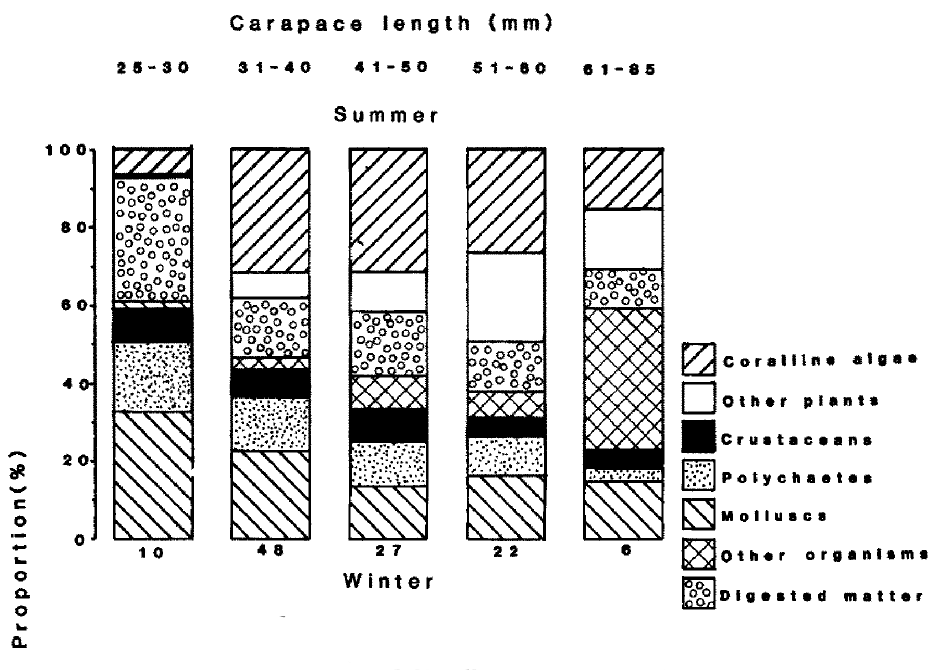 Carapace length (mm)
25-30 31-40 41-50 51-60 61-85
Summer
100
80
60
40
20
0
Proportion(%)
10 48 27 22 6
Winter
Coralline algae
Other plants
Crustaceans
Polychaetes
Molluscs
Other organisms
Digested matter